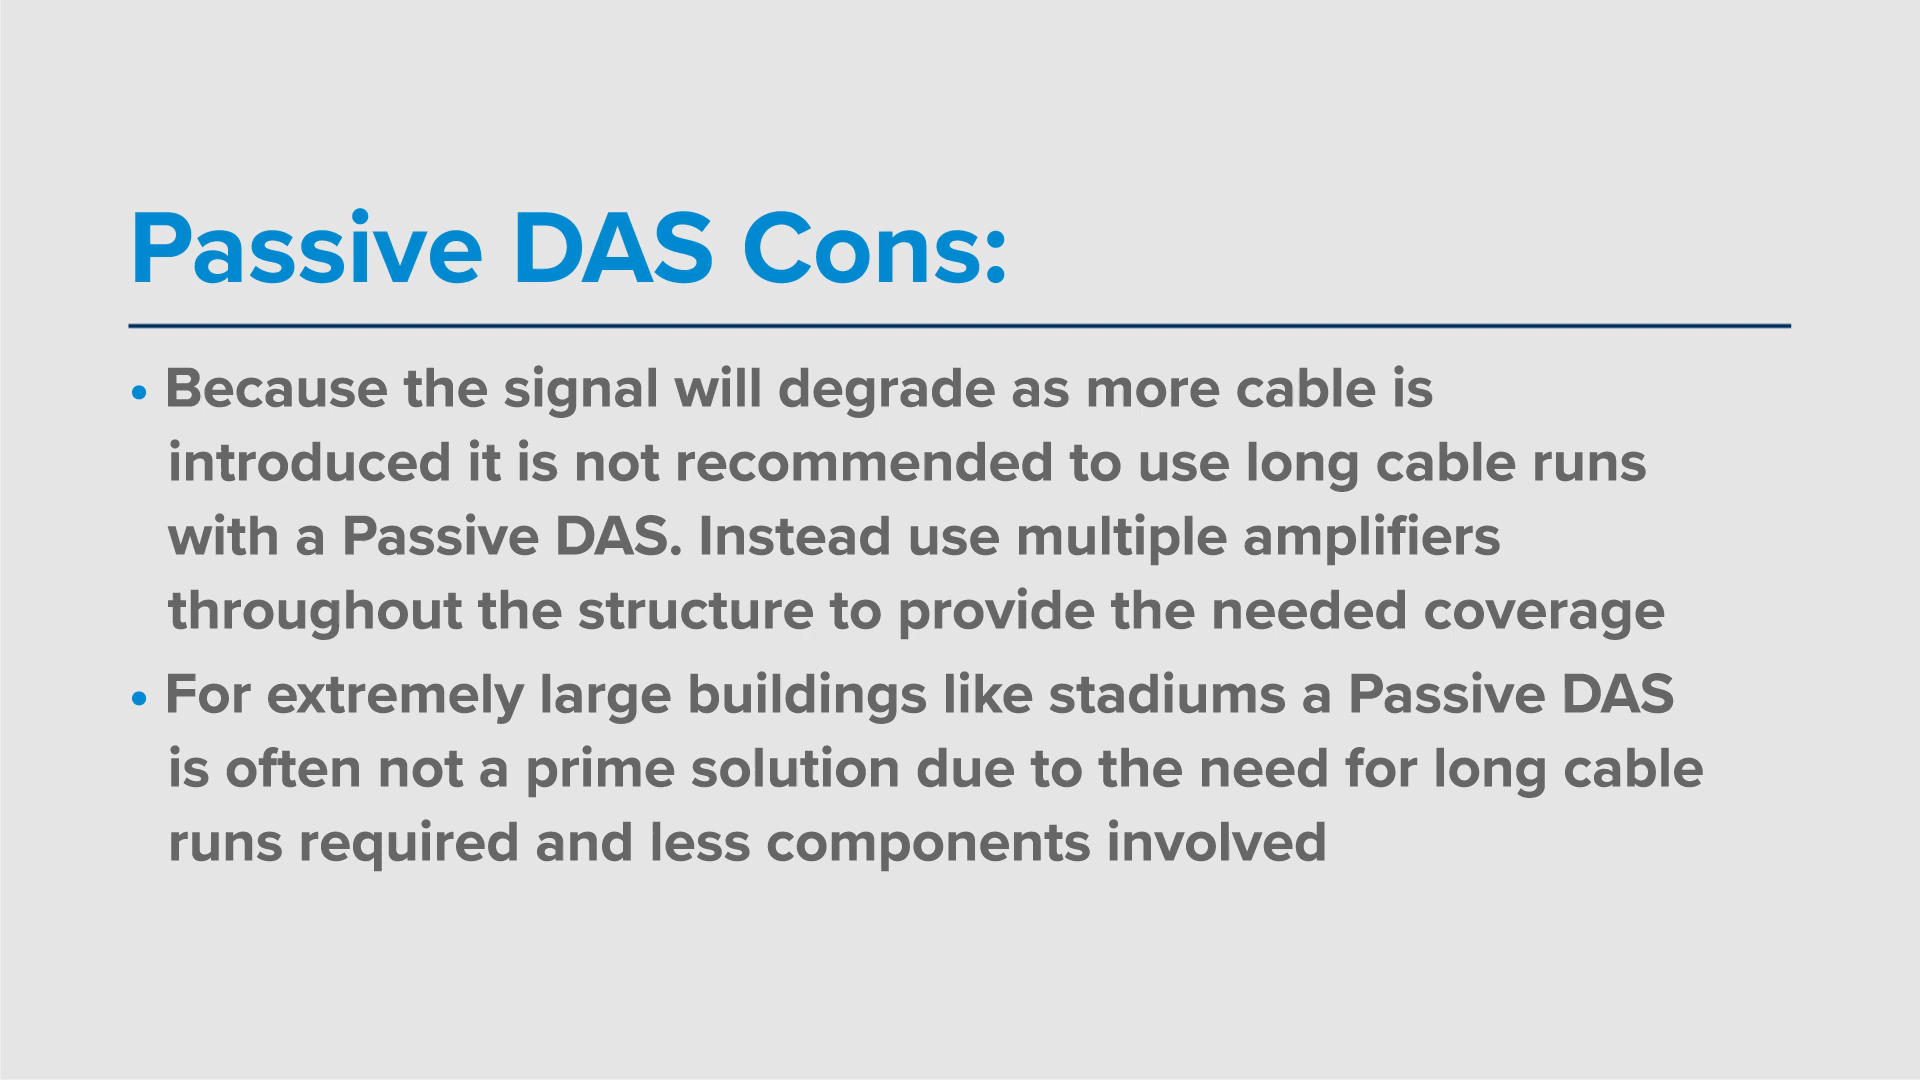 Passive DAS Cons:
• Because the signal will degrade as more cable is
introduced it is not recommended to use long cable runs
with a Passive DAS. Instead use multiple amplifiers
throughout the structure to provide the needed coverage
• For extremely large buildings like stadiums a Passive DAS
is often not a prime solution due to the need for long cable
runs required and less components involved